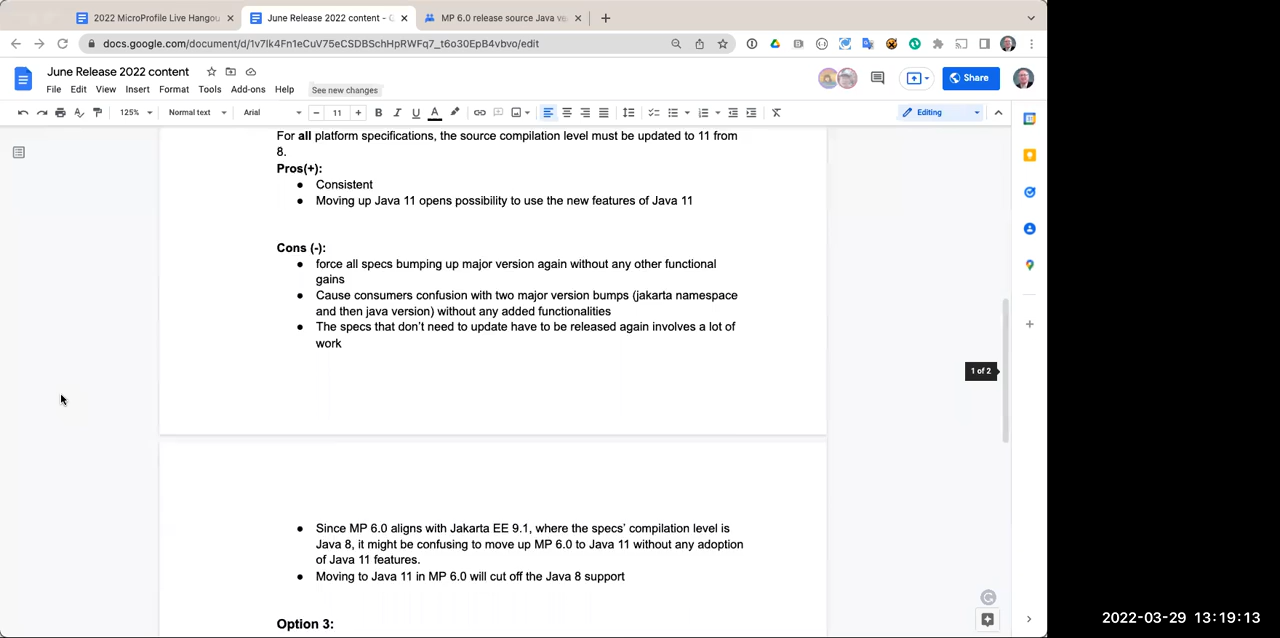 2022 MicroProfile Live Hangou
June Release 2022 content - G
MP 6.0 release source Java ve
docs.google.com/document/d/1v7lk4Fn1eCuV75eCSDBSchHpRWFq7_t6o30EpB4vbvo/edit
June Release 2022 content
File Edit View Insert Format Tools Add-ons Help
See new changes
Share
125% Normal text Arial 11 B I U A
Editing
For all platform specifications, the source compilation level must be updated to 11 from
8.
Pros(+):
● Consistent
● Moving up Java 11 opens possibility to use the new features of Java 11
Cons (-):
● force all specs bumping up major version again without any other functional
gains
● Cause consumers confusion with two major version bumps (jakarta namespace
and then java version) without any added functionalities
● The specs that don't need to update have to be released again involves a lot of
work
1 of 2
● Since MP 6.0 aligns with Jakarta EE 9.1, where the specs' compilation level is
Java 8, it might be confusing to move up MP 6.0 to Java 11 without any adoption
of Java 11 features.
● Moving to Java 11 in MP 6.0 will cut off the Java 8 support
Option 3:
2022-03-29 13:19:13